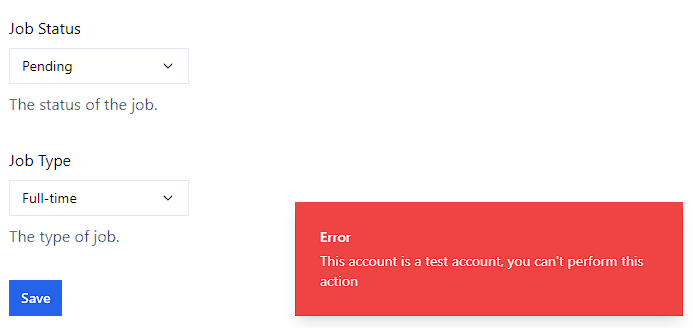 Job Status
Pending
The status of the job.
Job Type
Full-time
The type of job.
Save
Error
This account is a test account, you can't perform this
action